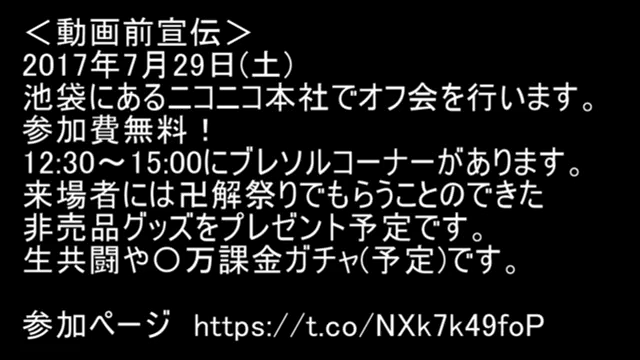 ＜動画前宣伝＞
2017年7月29日(土)
池袋にあるニコニコ本社でオフ会を行います。
参加費無料！
12:30～15:00にブレソルコーナーがあります。
来場者には卍解祭りでもらうことのできた
非売品グッズをプレゼント予定です。
生共闘や〇万課金ガチャ(予定)です。
参加ページ　https://t.co/NXk7k49foP